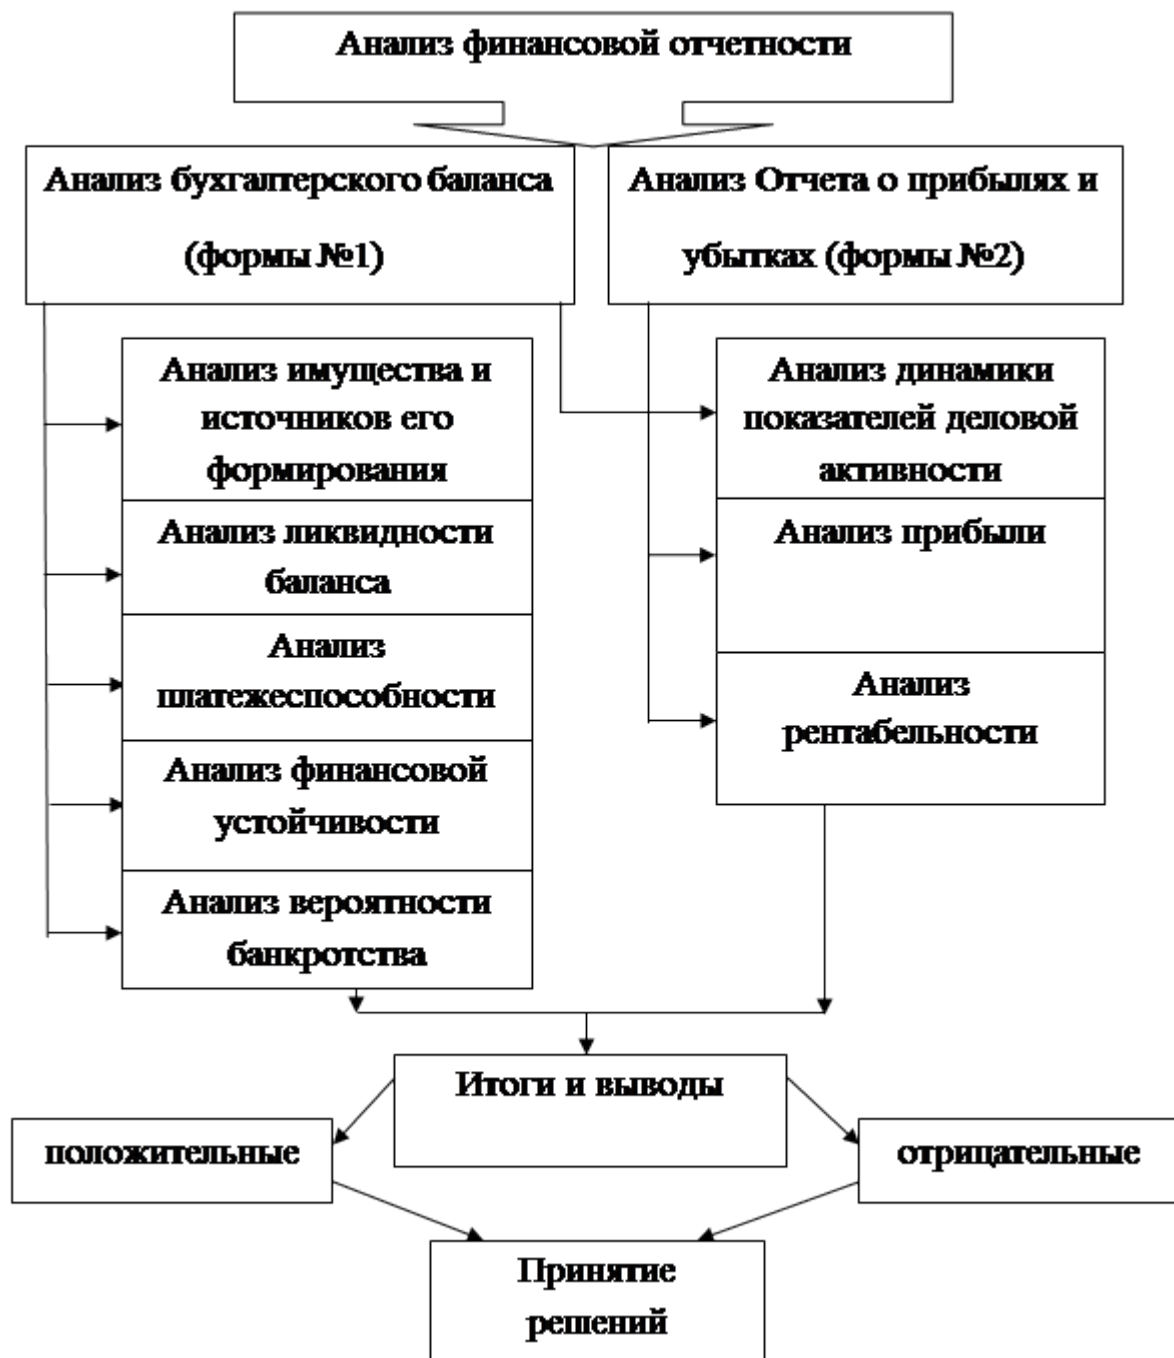 Анализ финансовой отчетности
Анализ бухгалтерского баланса
(формы №1)
Анализ Отчета о прибылях и
убытках (формы №2)
Анализ имущества и
источников его
формирования
Анализ ликвидности
баланса
Анализ
платежеспособности
Анализ финансовой
устойчивости
Анализ вероятности
банкротства
Анализ динамики
показателей деловой
активности
Анализ прибыли
Анализ
рентабельности
Итоги и выводы
положительные
отрицательные
Принятие
решений